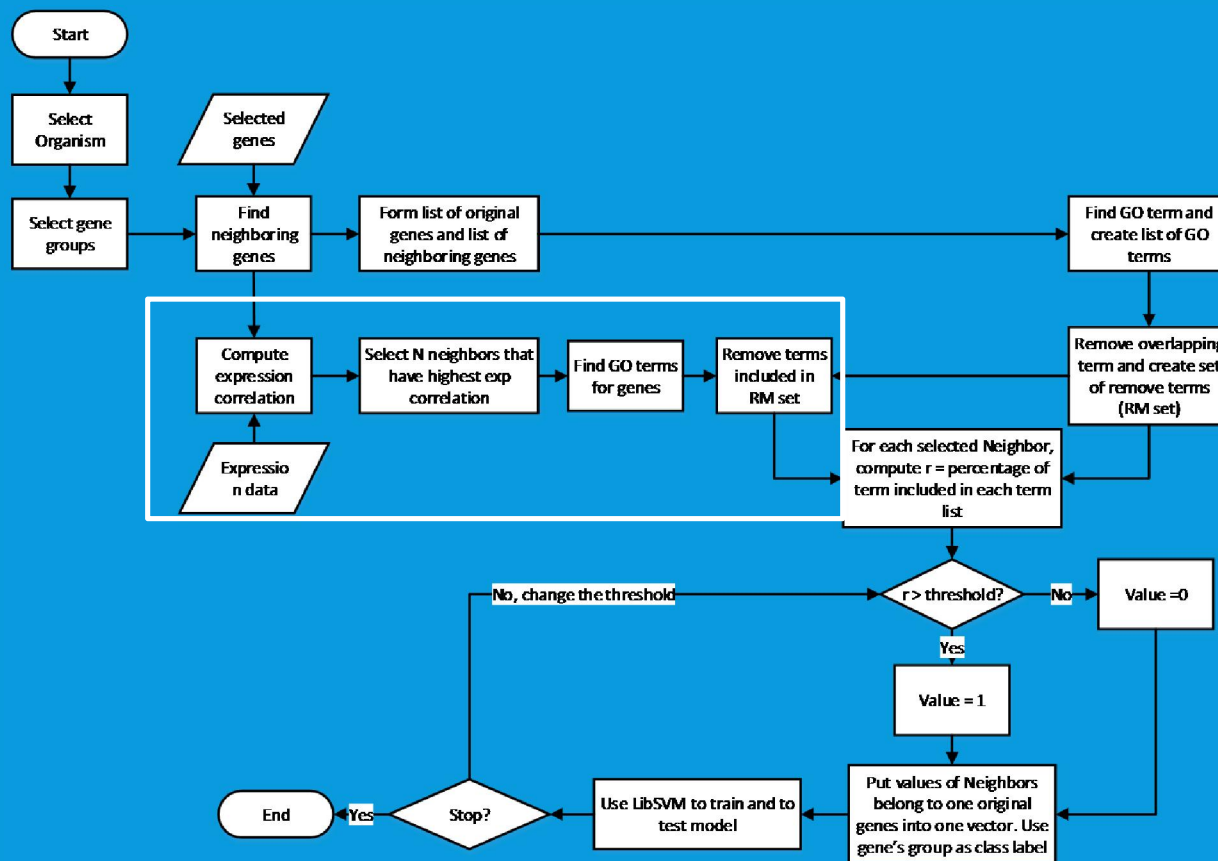 Start
Select
Organism
Selected
genes
Select gene
groups
Find
neighboring
genes
Form list of original
genes and list of
neighboring genes
Find GO term and
create list of GO
terms
Compute
expression
correlation
Select N neighbors that
have highest exp
correlation
Find GO terms
for genes
Remove terms
included in
RM set
Remove overlapping
term and create set
of remove terms
(RM set)
Expressio
n data
For each selected Neighbor,
compute r = percentage of
term included in each term
list
No, change the threshold
r > threshold?
No
Value =0
Yes
Value = 1
End
Yes
Stop?
Use LibSVM to train and to
test model
Put values of Neighbors
belong to one original
genes into one vector. Use
gene's group as class label